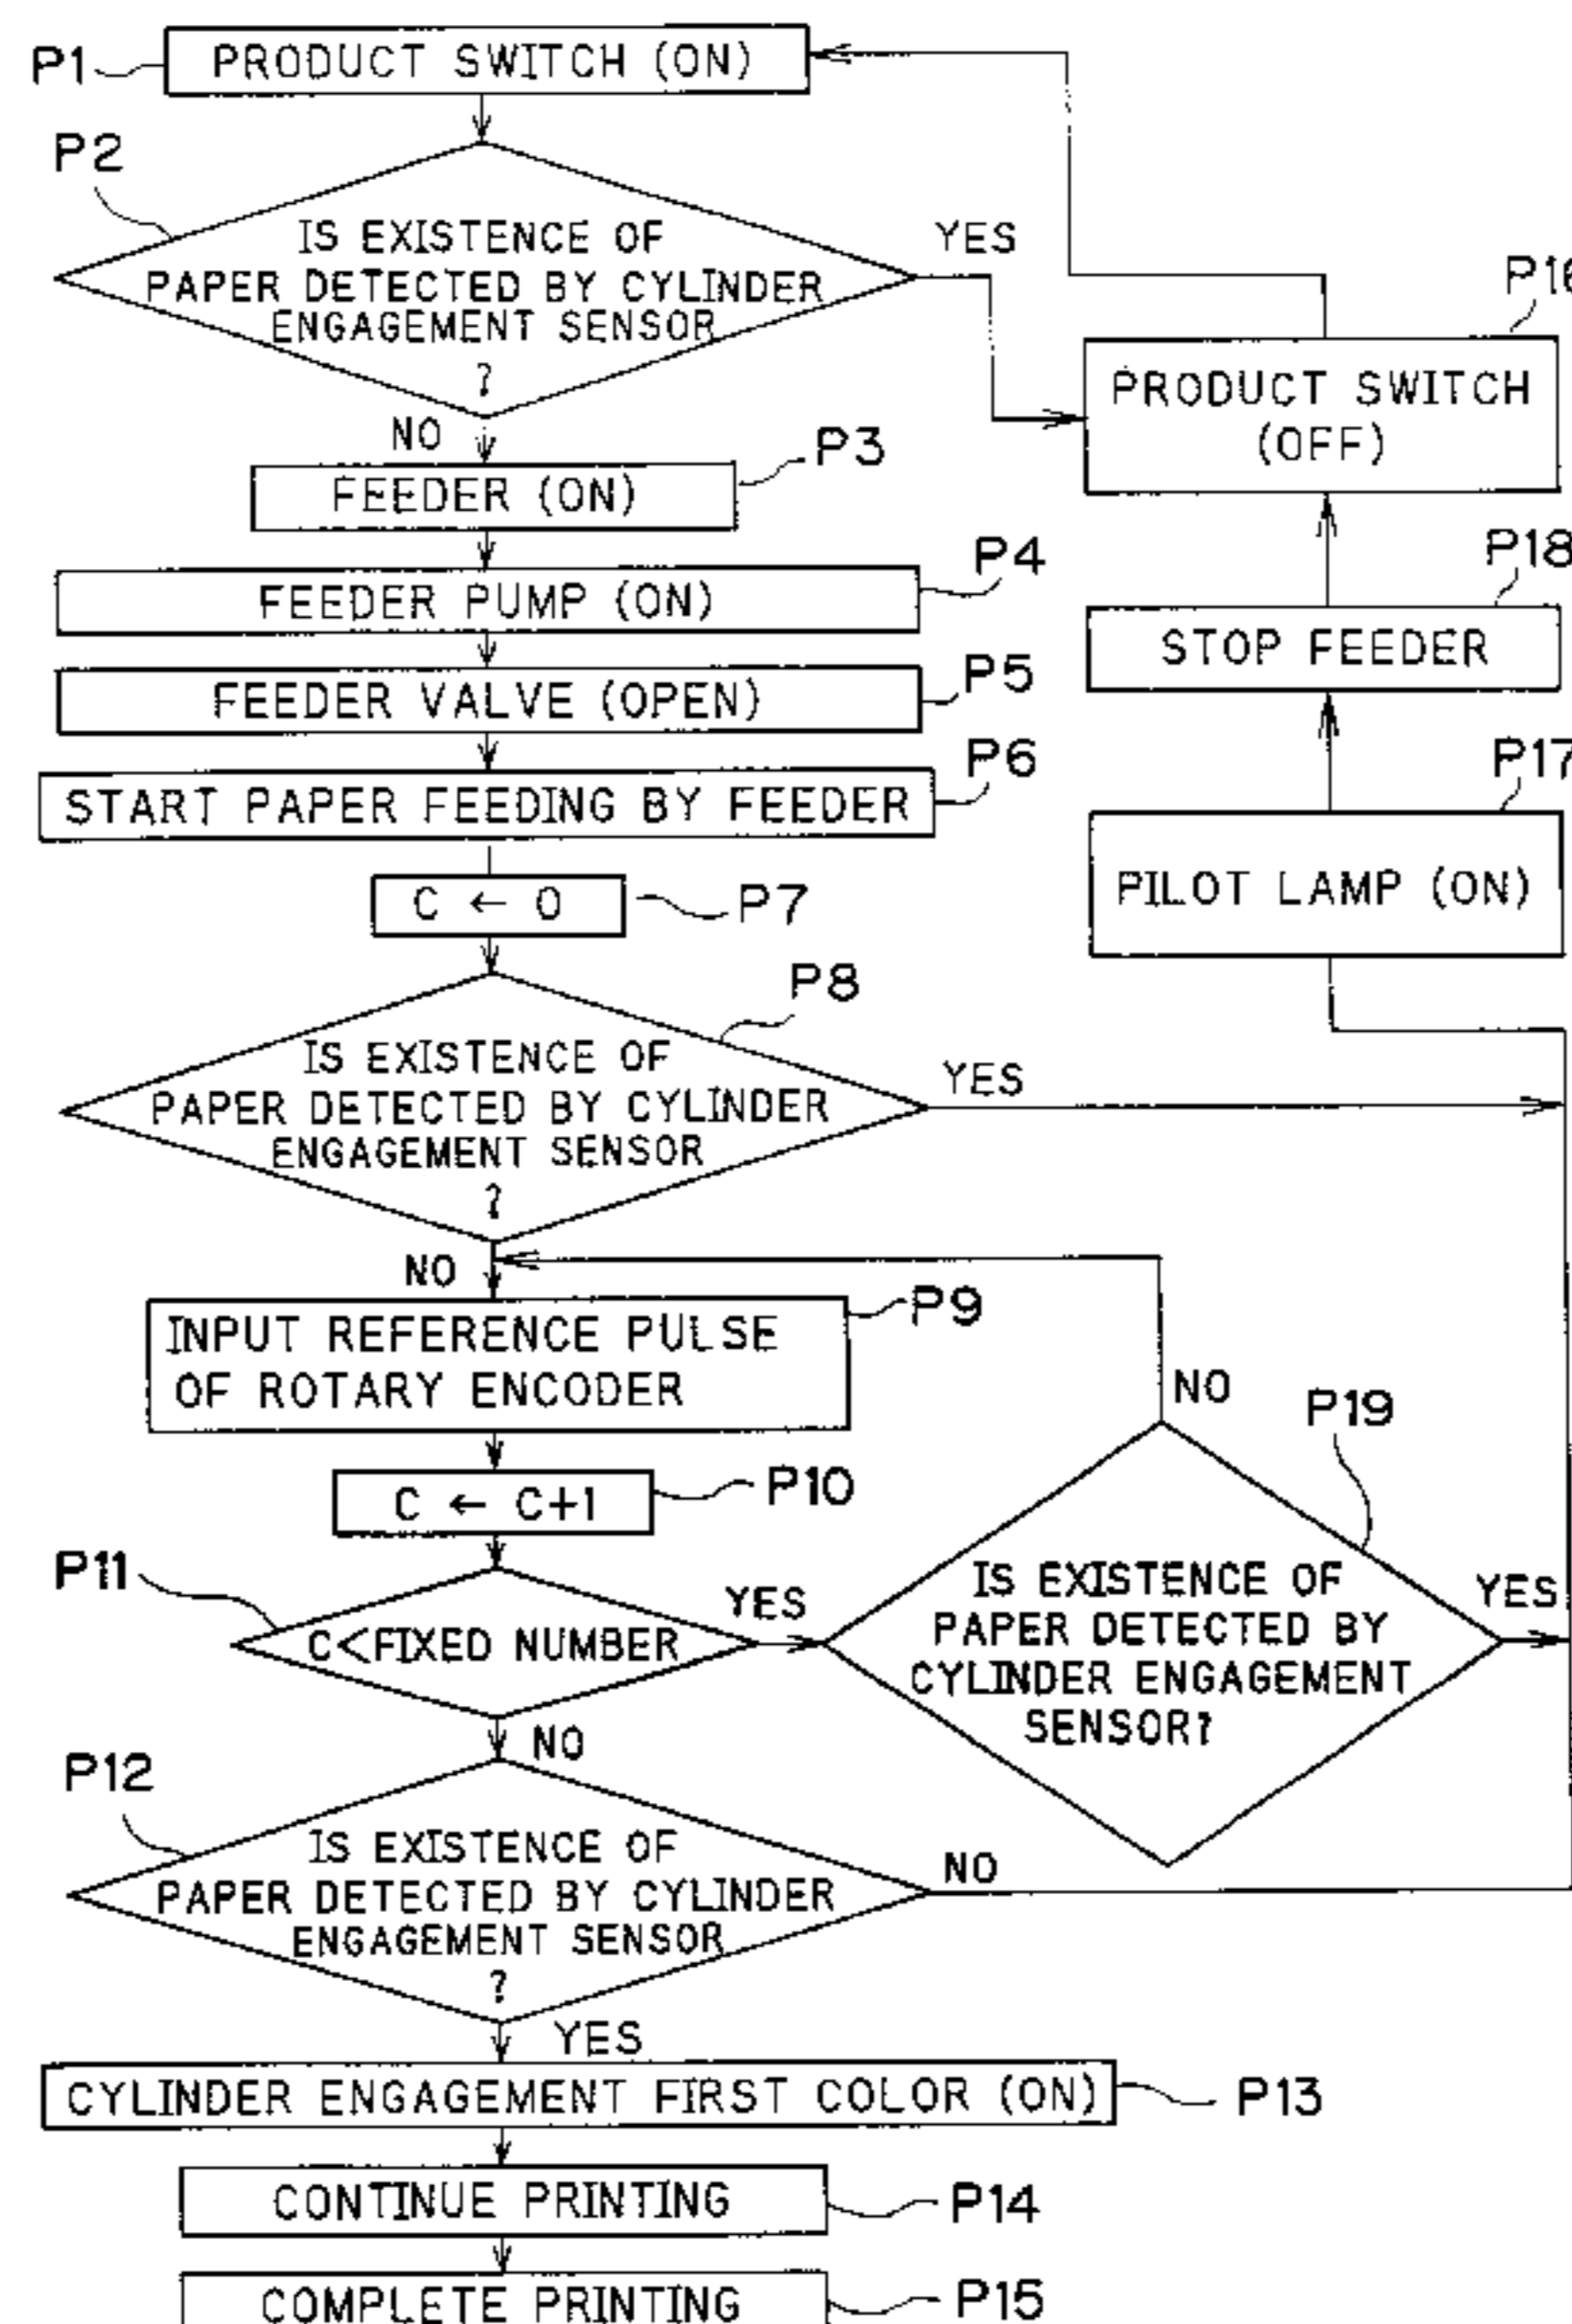 P1
PRODUCT SWITCH (ON)
P2
IS EXISTENCE OF
PAPER DETECTED BY CYLINDER
ENGAGEMENT SENSOR
?
YES
NO
P16
PRODUCT SWITCH
(OFF)
FEEDER (ON)
P3
FEEDER PUMP (ON)
P4
P18
STOP FEEDER
FEEDER VALVE (OPEN)
P5
START PAPER FEEDING BY FEEDER
P6
P17
PILOT LAMP (ON)
C ← 0
P7
P8
IS EXISTENCE OF
PAPER DETECTED BY CYLINDER
ENGAGEMENT SENSOR
?
YES
NO
INPUT REFERENCE PULSE
OF ROTARY ENCODER
P9
C ← C+1
P10
P11
C<FIXED NUMBER
YES
NO
P19
NO
IS EXISTENCE OF
PAPER DETECTED BY
CYLINDER ENGAGEMENT
SENSOR?
YES
P12
IS EXISTENCE OF
PAPER DETECTED BY CYLINDER
ENGAGEMENT SENSOR
?
NO
YES
CYLINDER ENGAGEMENT FIRST COLOR (ON)
P13
CONTINUE PRINTING
P14
COMPLETE PRINTING
P15